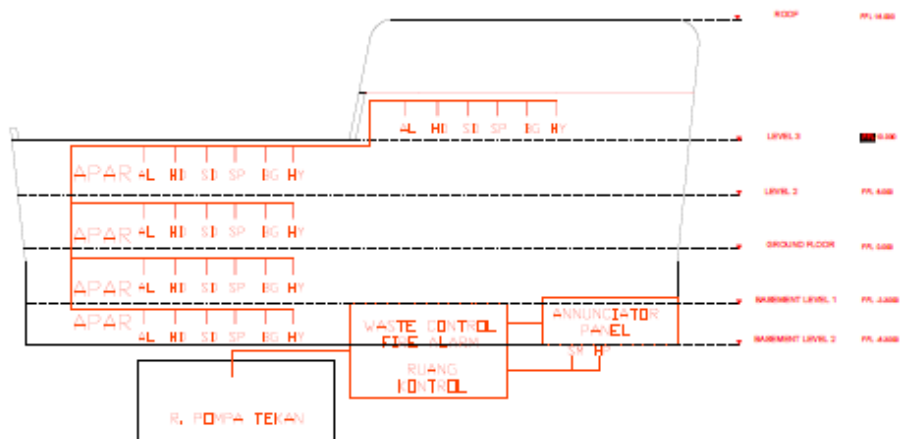 ROOF
AL HD SD SP BG HY
LEVEL 3
APAR AL HD SD SP BG HY
LEVEL 2
APAR AL HD SD SP BG HY
GROUND FLOOR
APAR AL HD SD SP BG HY
BASEMENT LEVEL 1
APAR AL HD SD SP BG HY
WASTE CONTROL
FIRE ALARM
ANNUNCIATOR
PANEL
BASEMENT LEVEL 2
RUANG
KONTROL
R. POMPA TEKAN